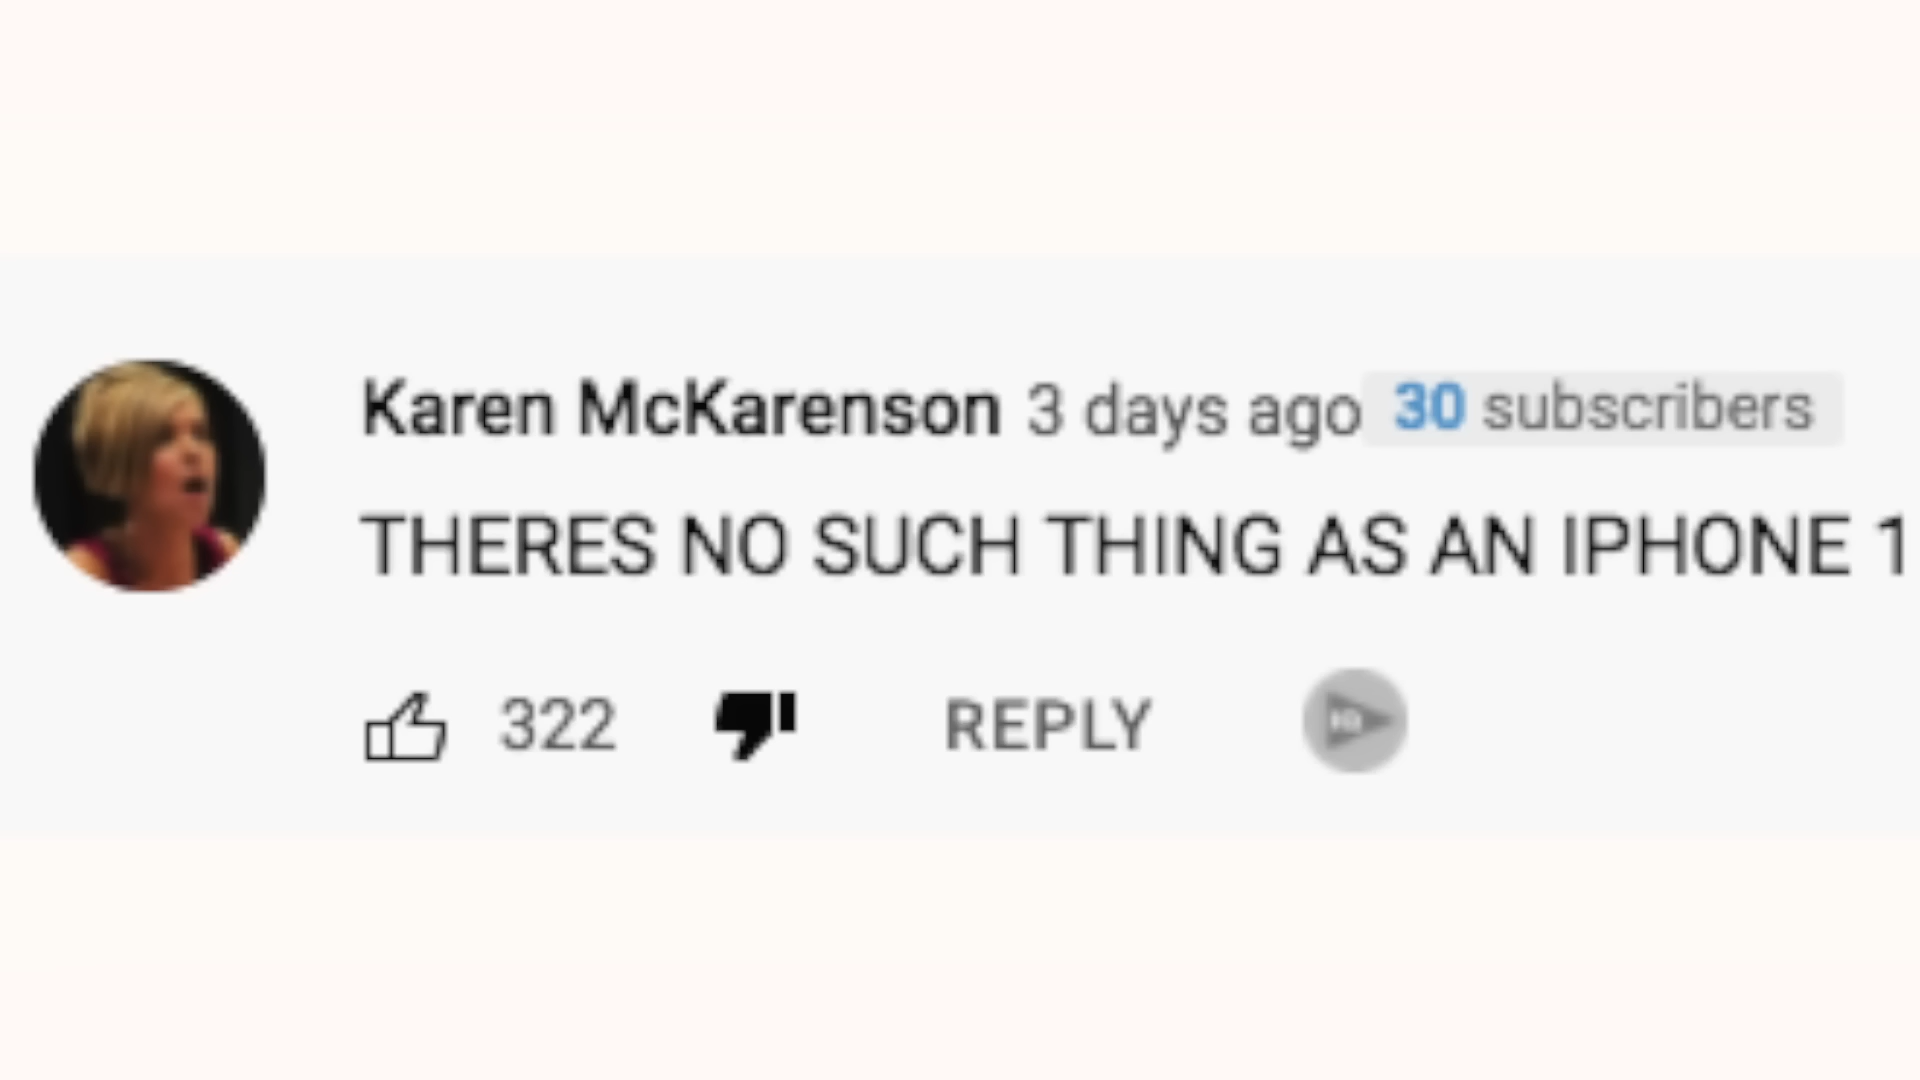 Karen McKarenson 3 days ago 30 subscribers
THERES NO SUCH THING AS AN IPHONE 1
322 REPLY